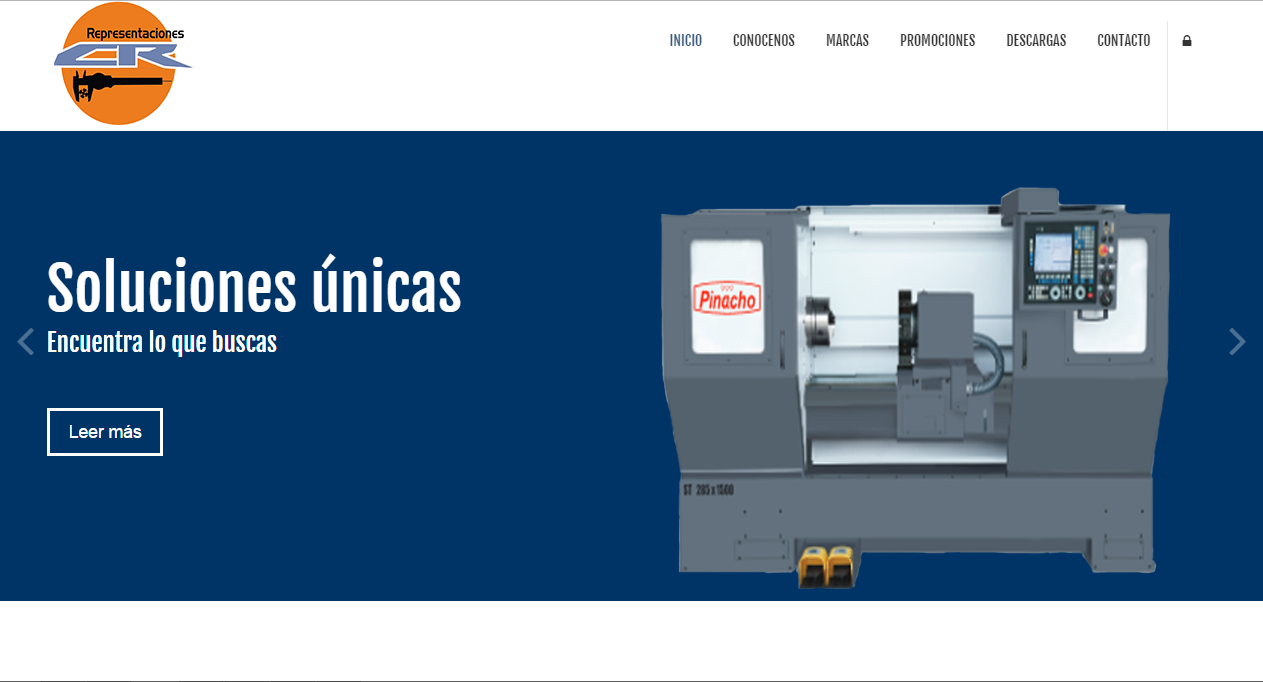 Representaciones
CR
INICIO
CONOCENOS
MARCAS
PROMOCIONES
DESCARGAS
CONTACTO
Soluciones únicas
Encuentra lo que buscas
Leer más
Pinacho
ST 285 x 1500